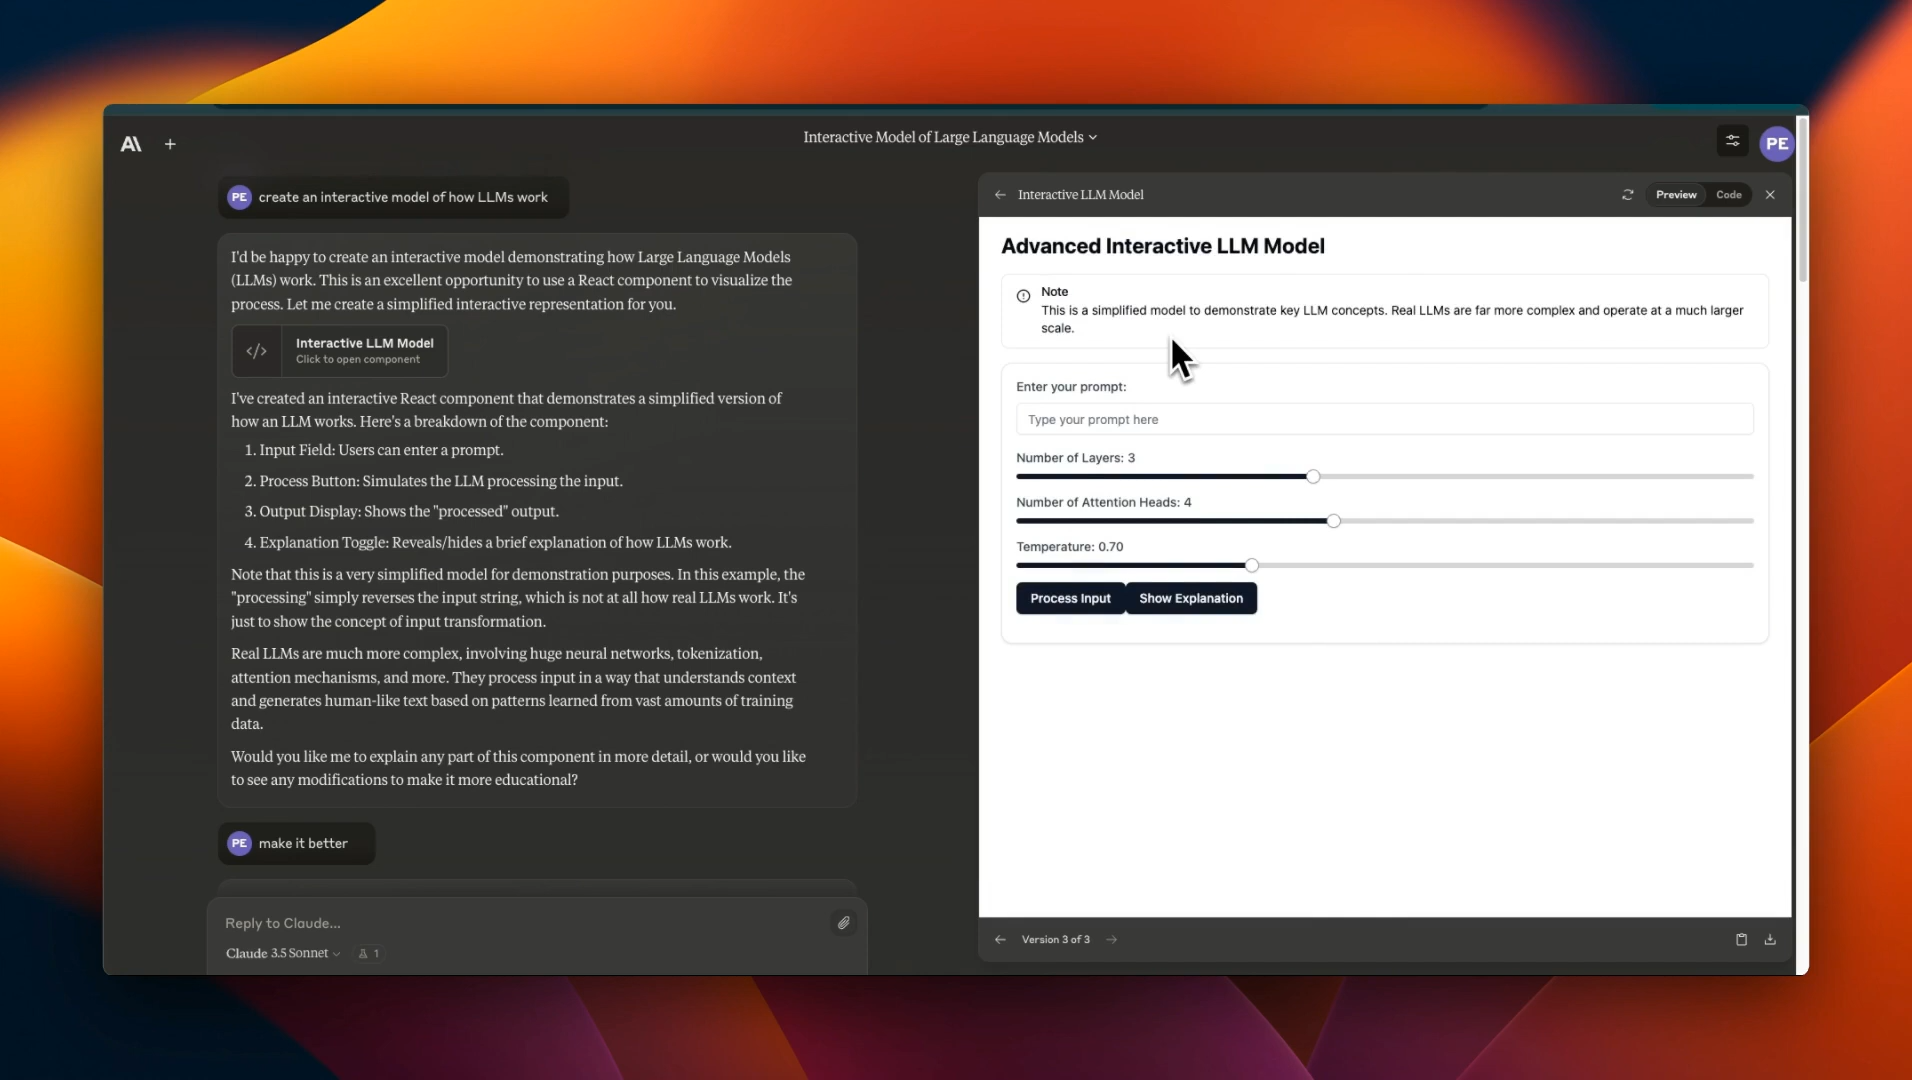 Interactive Model of Large Language Models
PE
PE
create an interactive model of how LLMs work
I'd be happy to create an interactive model demonstrating how Large Language Models
(LLMs) work. This is an excellent opportunity to use a React component to visualize the
process. Let me create a simplified interactive representation for you.
</>
Interactive LLM Model
Click to open component
I've created an interactive React component that demonstrates a simplified version of
how an LLM works. Here's a breakdown of the component:
1. Input Field: Users can enter a prompt.
2. Process Button: Simulates the LLM processing the input.
3. Output Display: Shows the "processed" output.
4. Explanation Toggle: Reveals/hides a brief explanation of how LLMs work.
Note that this is a very simplified model for demonstration purposes. In this example, the
"processing" simply reverses the input string, which is not at all how real LLMs work. It's
just to show the concept of input transformation.
Real LLMs are much more complex, involving huge neural networks, tokenization,
attention mechanisms, and more. They process input in a way that understands context
and generates human-like text based on patterns learned from vast amounts of training
data.
Would you like me to explain any part of this component in more detail, or would you like
to see any modifications to make it more educational?
PE
make it better
Reply to Claude...
Claude 3.5 Sonnet
1
Interactive LLM Model
Preview
Code
Advanced Interactive LLM Model
Note
This is a simplified model to demonstrate key LLM concepts. Real LLMs are far more complex and operate at a much larger
scale.
Enter your prompt:
Type your prompt here
Number of Layers: 3
Number of Attention Heads: 4
Temperature: 0.70
Process Input
Show Explanation
Version 3 of 3